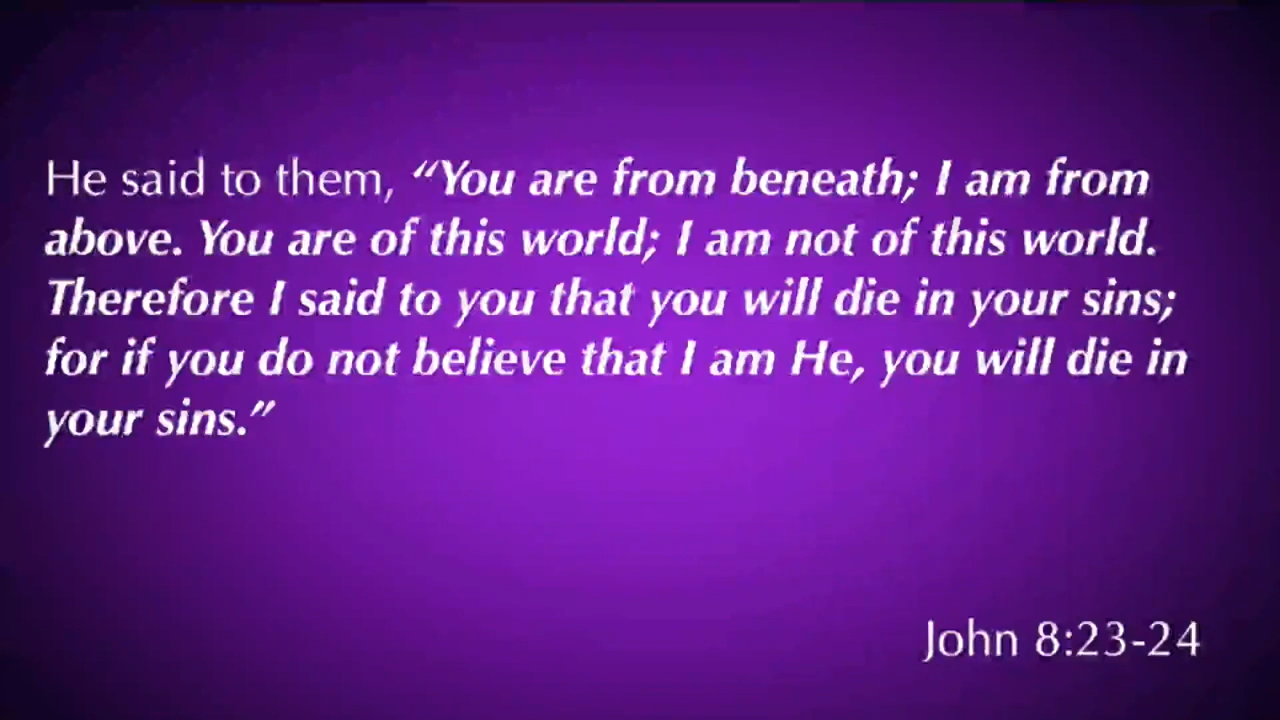 He said to them, “You are from beneath; I am from
above. You are of this world; I am not of this world.
Therefore I said to you that you will die in your sins;
for if you do not believe that I am He, you will die in
your sins.”
John 8:23-24